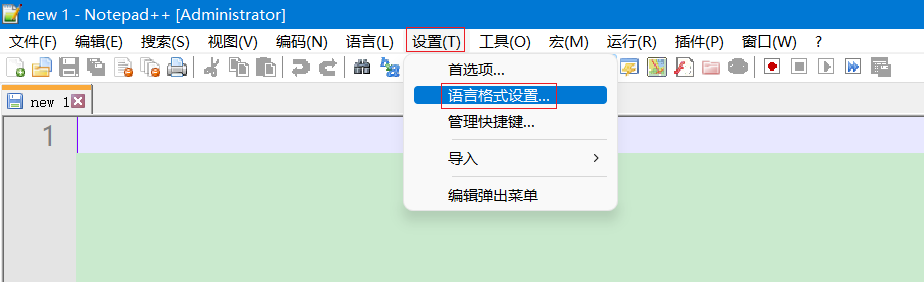 new 1 - Notepad++ [Administrator]
文件(F) 编辑(E) 搜索(S) 视图(V) 编码(N) 语言(L) 设置(T) 工具(O) 宏(M) 运行(R) 插件(P) 窗口(W) ?
首选项...
new 1
语言格式设置...
管理快捷键...
1
导入
编辑弹出菜单